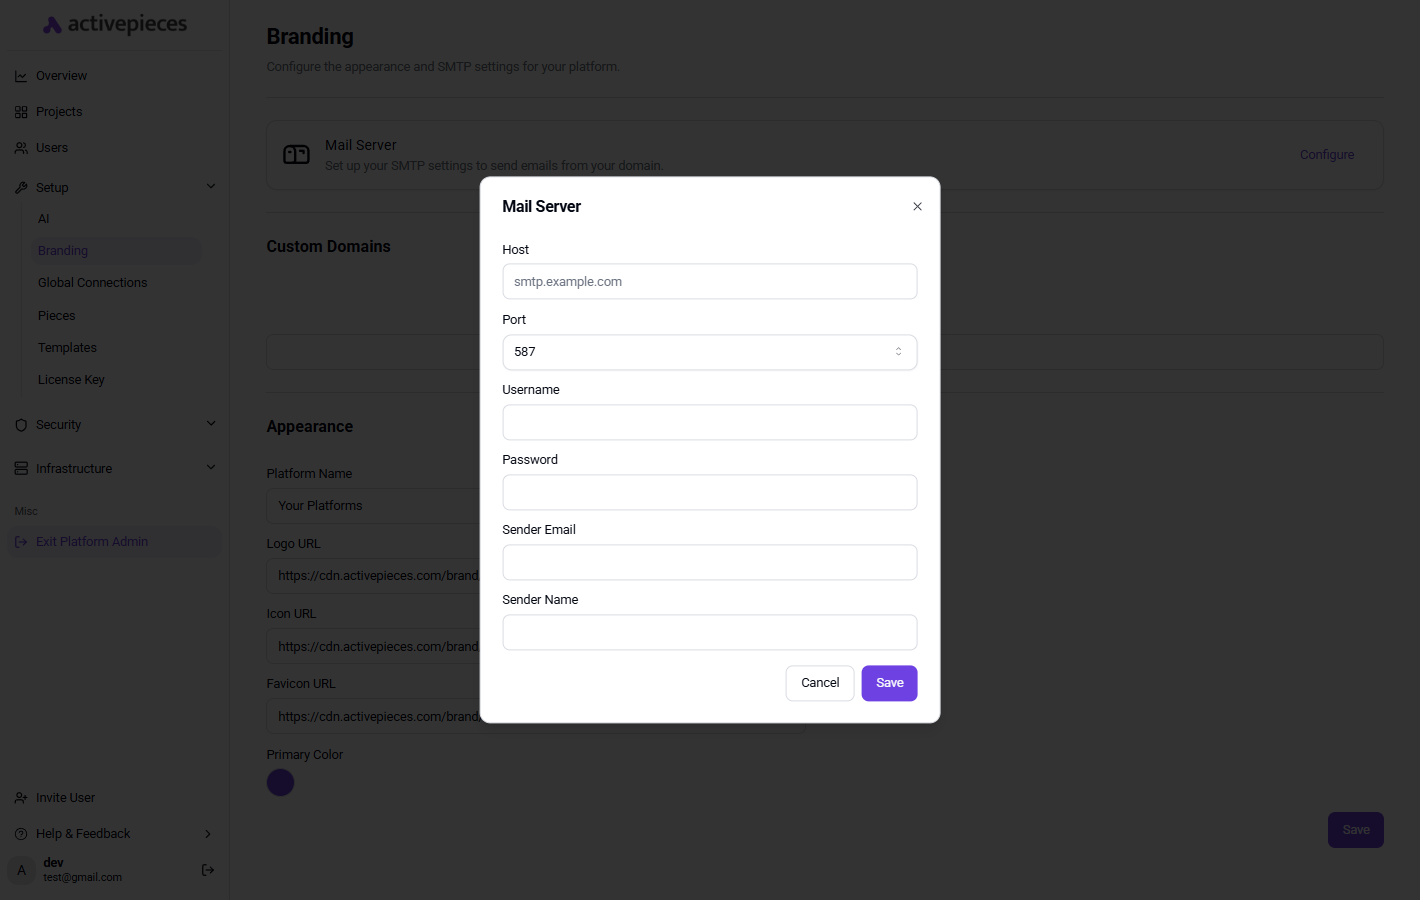 activepieces
Overview
Projects
Users
Setup
AI
Branding
Global Connections
Pieces
Templates
License Key
Security
Infrastructure
Misc
Exit Platform Admin
Invite User
Help & Feedback
A
dev
test@gmail.com
Branding
Configure the appearance and SMTP settings for your platform.
Mail Server
Set up your SMTP settings to send emails from your domain.
Configure
Custom Domains
Appearance
Platform Name
Your Platforms
Logo URL
https://cdn.activepieces.com/brand
Icon URL
https://cdn.activepieces.com/brand
Favicon URL
https://cdn.activepieces.com/brand
Primary Color
Save
Mail Server
Host
smtp.example.com
Port
587
Username
Password
Sender Email
Sender Name
Cancel
Save